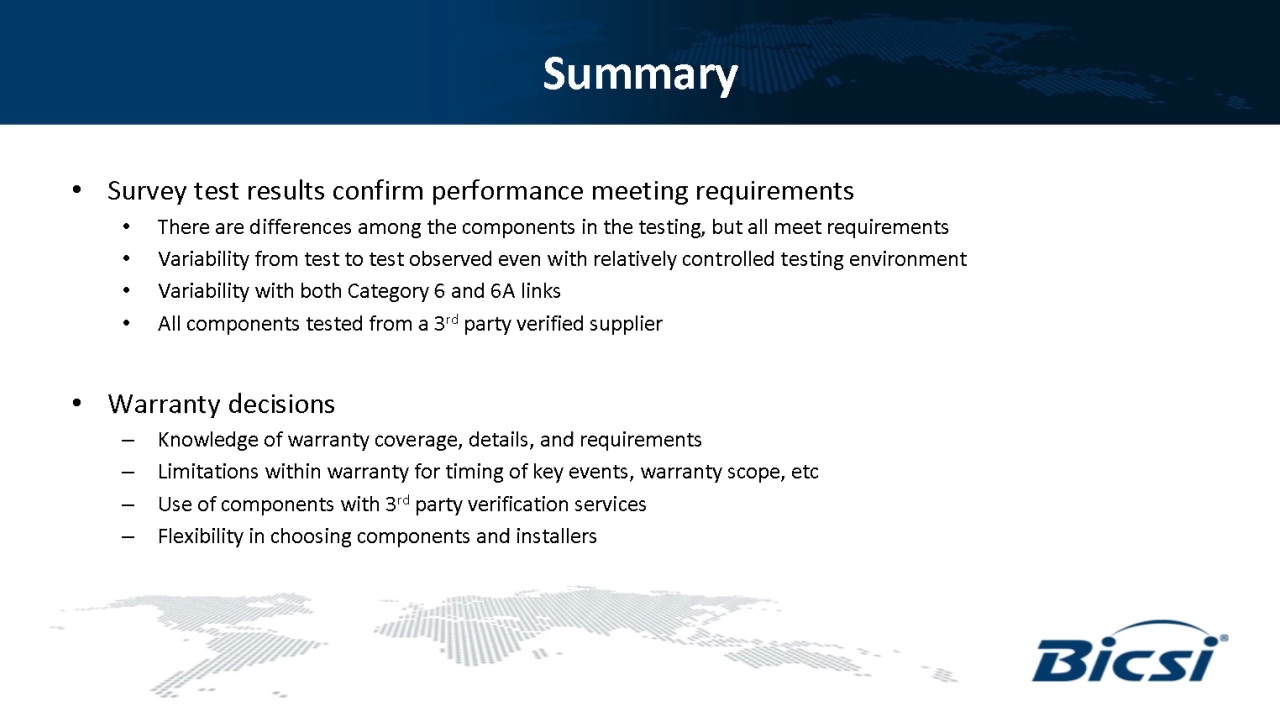 Summary
• Survey test results confirm performance meeting requirements
• There are differences among the components in the testing, but all meet requirements
• Variability from test to test observed even with relatively controlled testing environment
• Variability with both Category 6 and 6A links
• All components tested from a 3rd party verified supplier
• Warranty decisions
– Knowledge of warranty coverage, details, and requirements
– Limitations within warranty for timing of key events, warranty scope, etc
– Use of components with 3rd party verification services
– Flexibility in choosing components and installers
Bicsi®